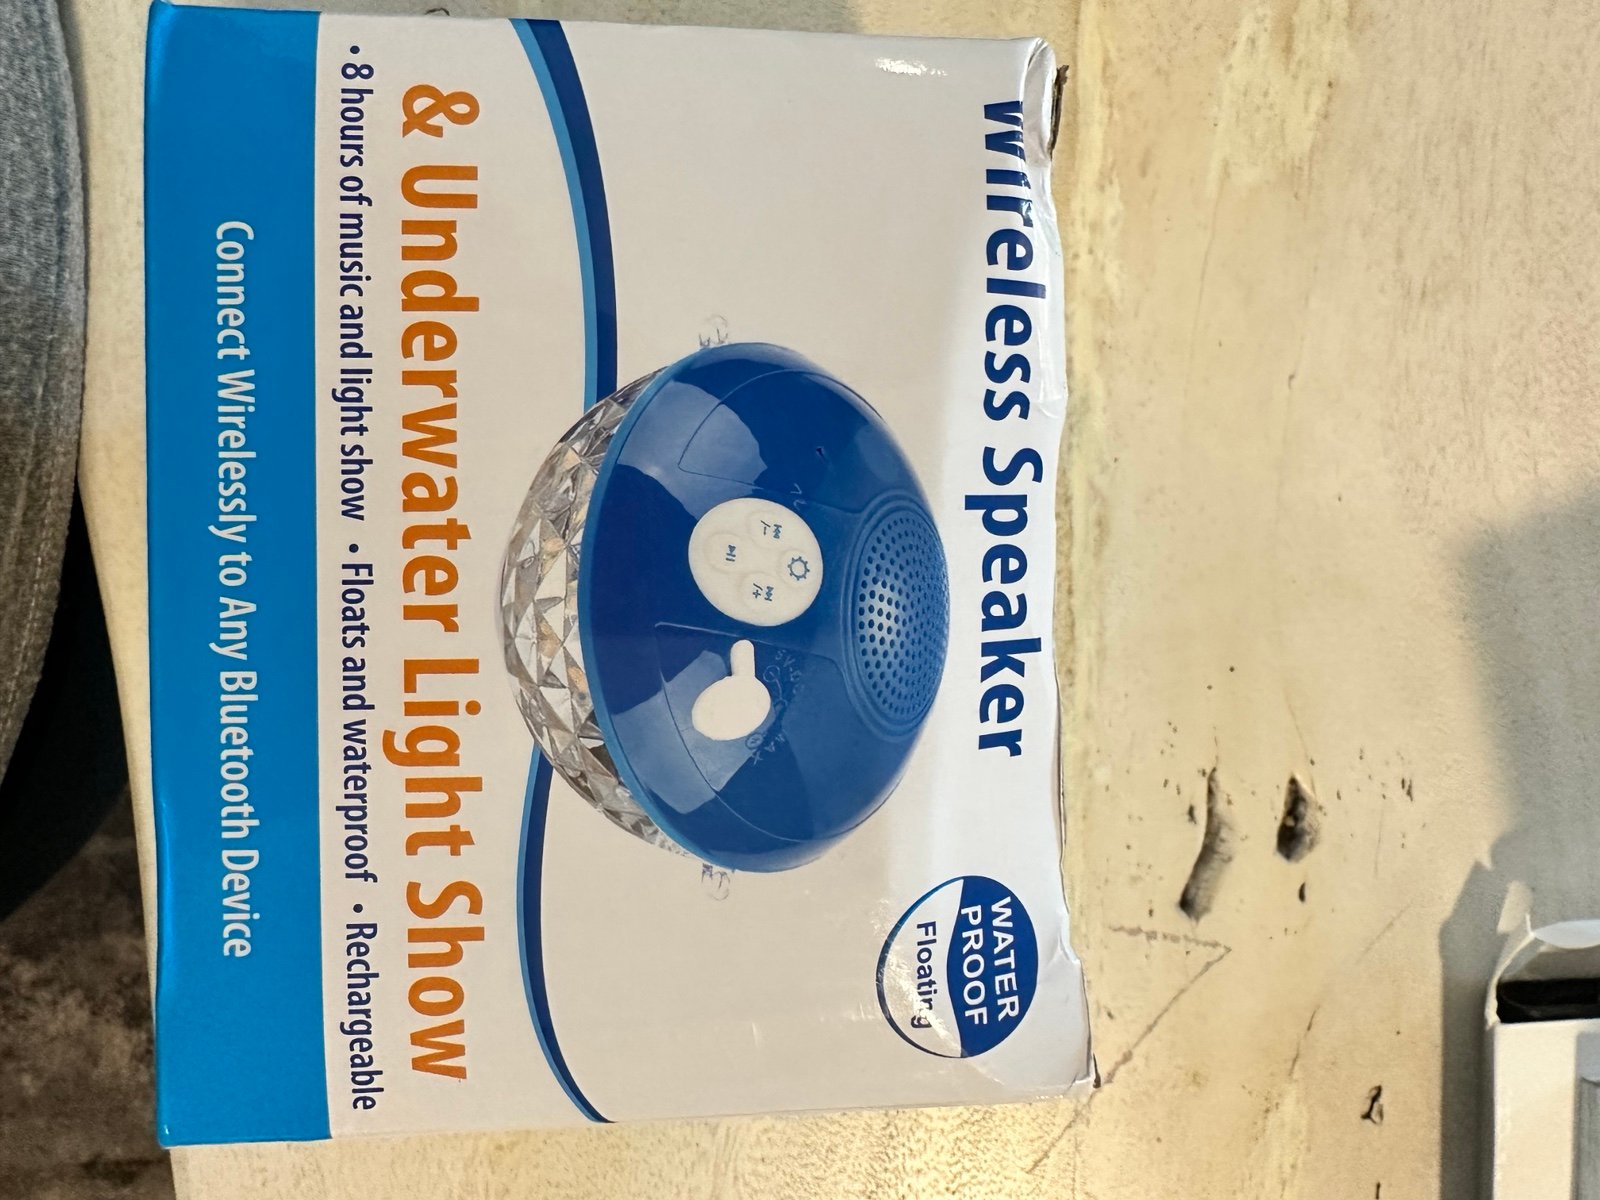 Wireless Speaker
WATER
PROOF
Floating
& Underwater Light Show
• 8 hours of music and light show • Floats and waterproof • Rechargeable
Connect Wirelessly to Any Bluetooth Device